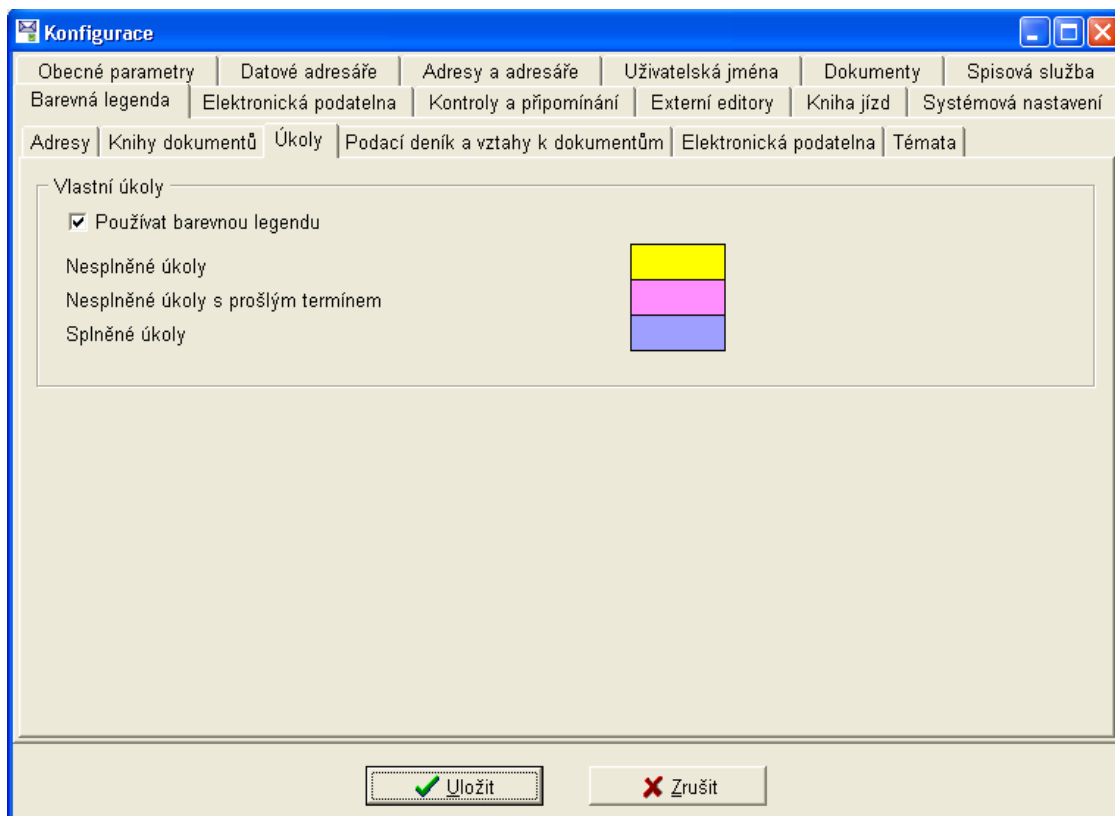 Konfigurace
Obecné parametry Datové adresáře Adresy a adresáře Uživatelská jména Dokumenty Spisová služba
Barevná legenda Elektronická podatelna Kontroly a připomínání Externí editory Kniha jízd Systémová nastavení
Adresy Knihy dokumentů Úkoly Podací deník a vztahy k dokumentům Elektronická podatelna Témata
Vlastní úkoly
Používat barevnou legendu
Nesplněné úkoly
Nesplněné úkoly s prošlým termínem
Splněné úkoly
Uložit Zrušit